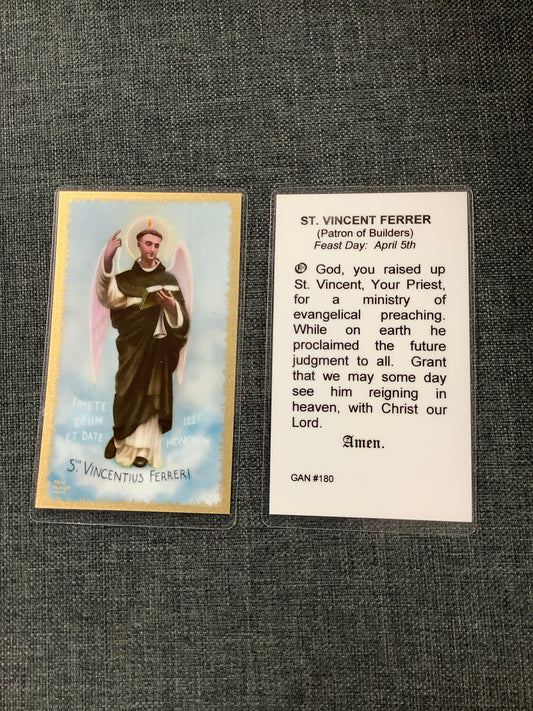 TIMETE
DEUM
ET DATE
ILLI
HONOREM
STUS VINCENTIUS FERRERI
ST. VINCENT FERRER
(Patron of Builders)
Feast Day: April 5th
O God, you raised up
St. Vincent, Your Priest,
for a ministry of
evangelical preaching.
While on earth he
proclaimed the future
judgment to all. Grant
that we may some day
see him reigning in
heaven, with Christ our
Lord.
Amen.
GAN #180